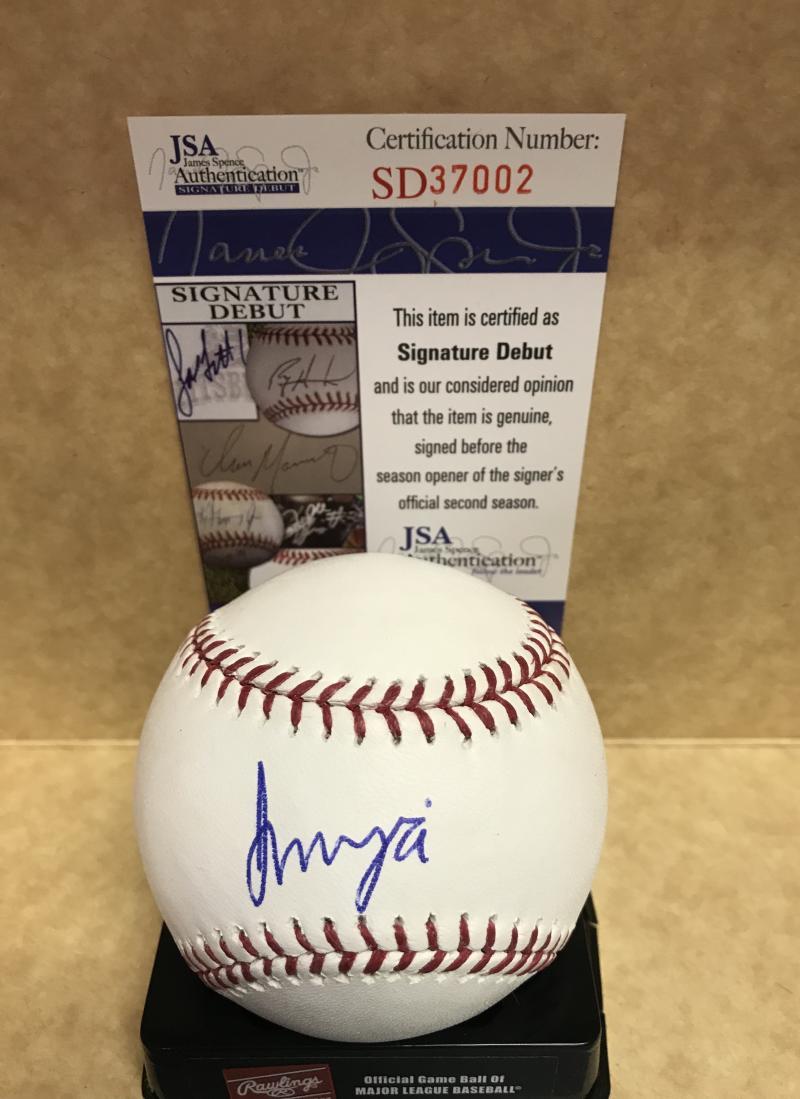 JSA
James Spence
Authentication™
SIGNATURE DEBUT
Certification Number:
SD37002
SIGNATURE
DEBUT
This item is certified as
Signature Debut
and is our considered opinion
that the item is genuine,
signed before the
season opener of the signer's
official second season.
JSA
James Spence
Authentication™
Rawlings
Official Game Ball Of
MAJOR LEAGUE BASEBALL®